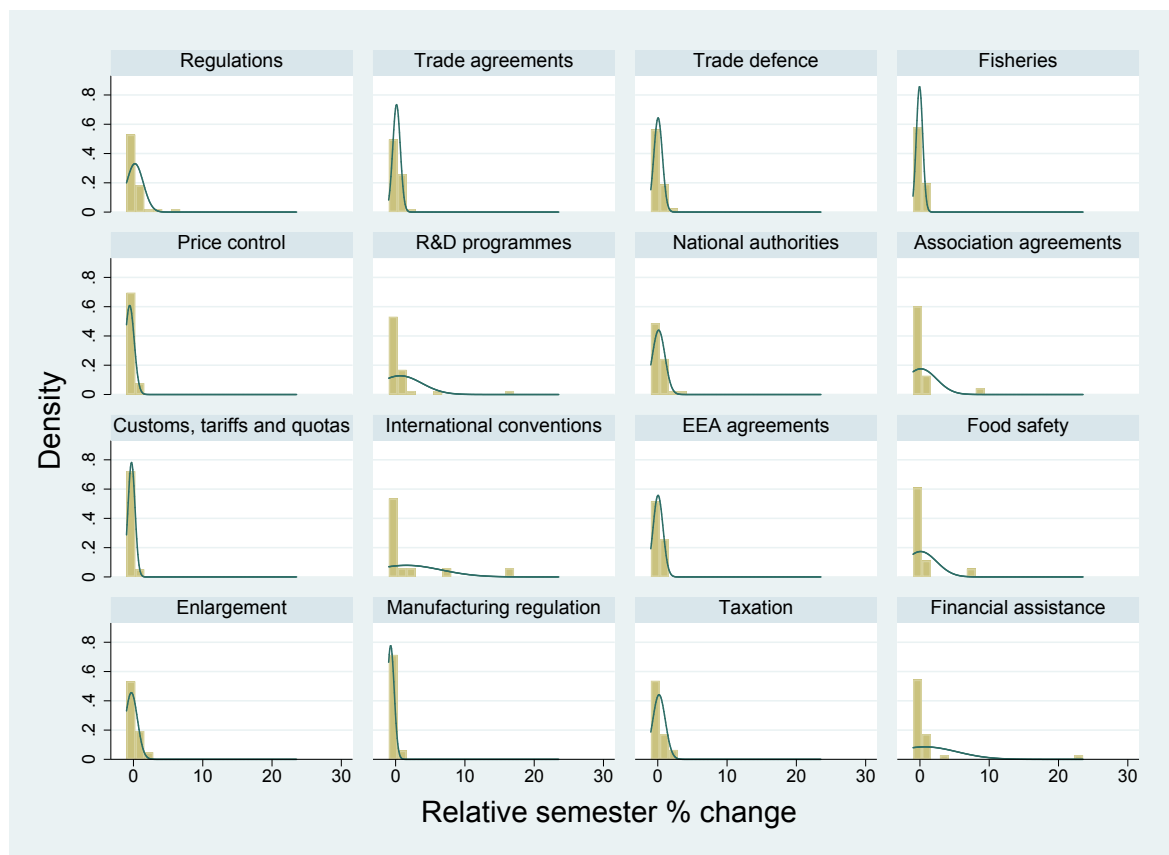 Regulations Trade agreements Trade defence Fisheries
0 .2 .4 .6 .8
Price control R&D programmes National authorities Association agreements
0 .2 .4 .6 .8
Customs, tariffs and quotas International conventions EEA agreements Food safety
0 .2 .4 .6 .8
Enlargement Manufacturing regulation Taxation Financial assistance
0 .2 .4 .6 .8
0 10 20 30 0 10 20 30 0 10 20 30 0 10 20 30
Density
Relative semester % change